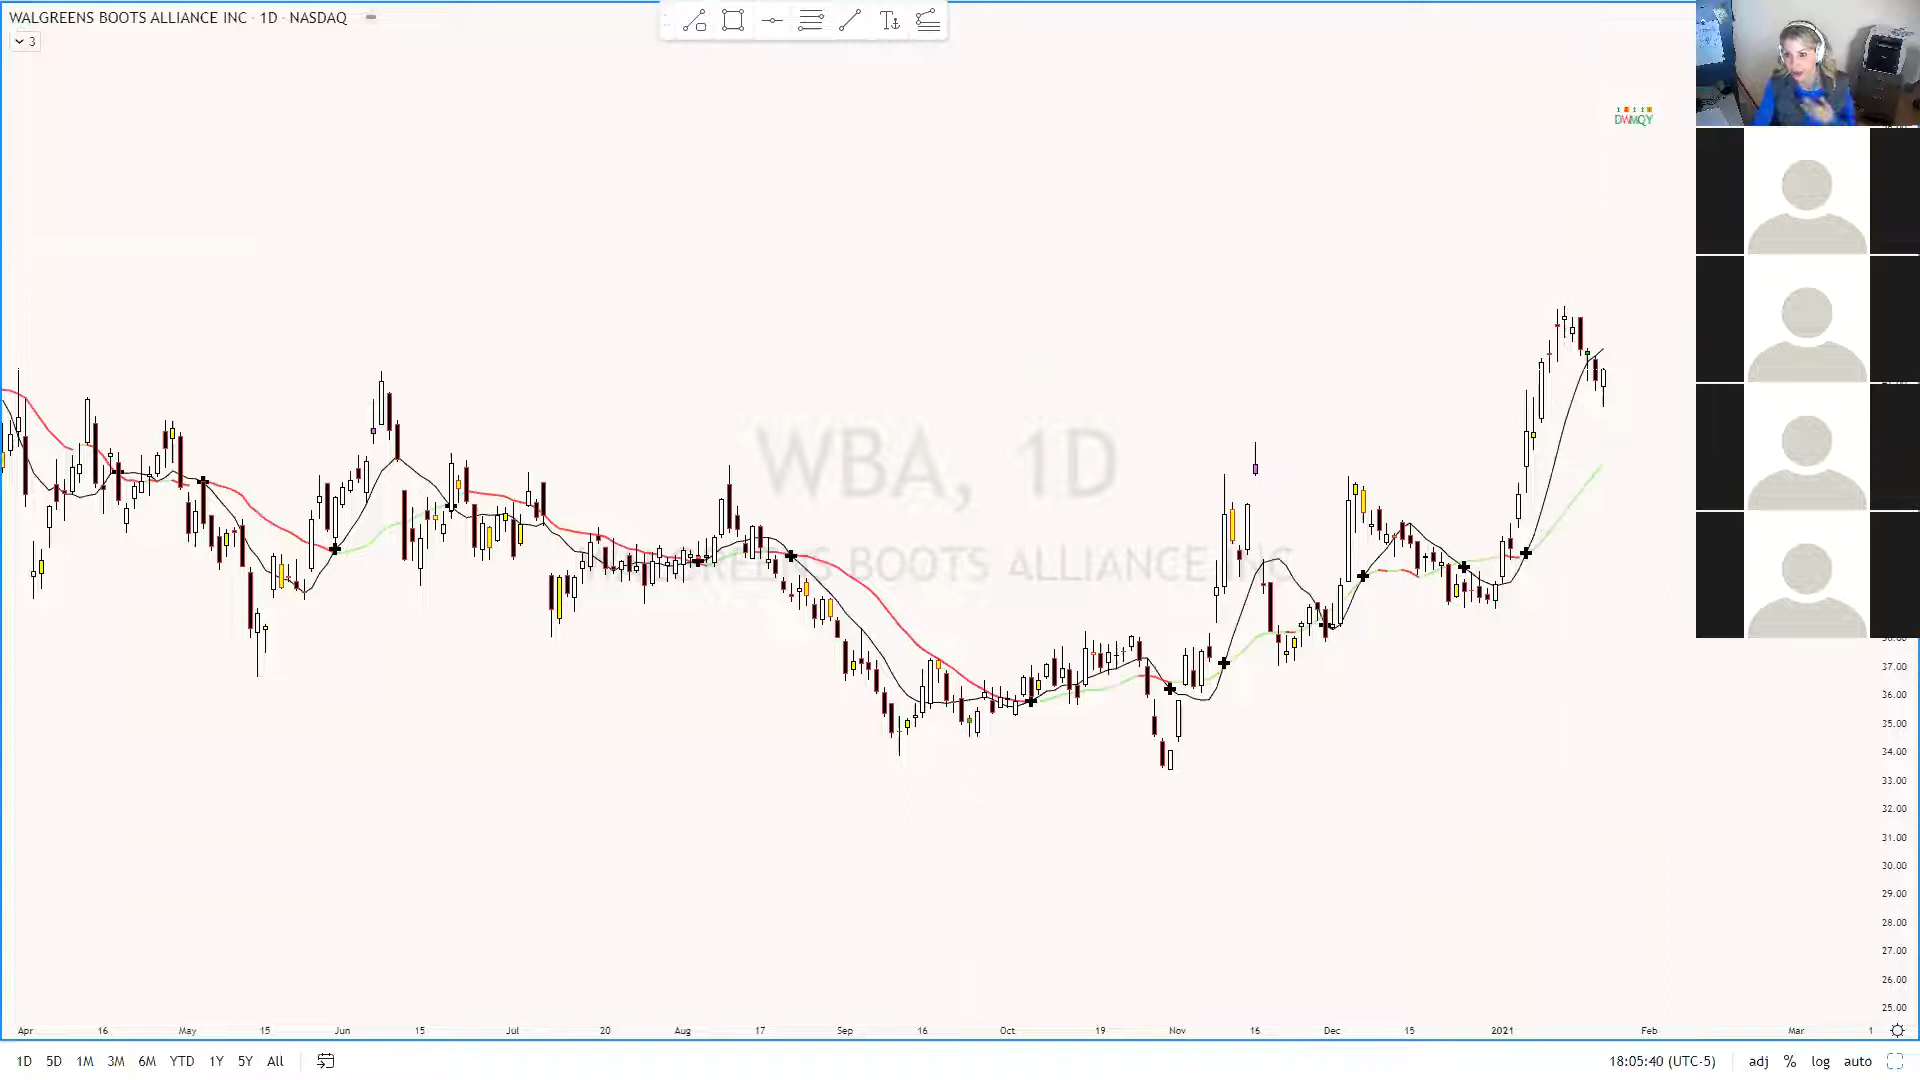 WALGREENS BOOTS ALLIANCE INC · 1D · NASDAQ
3
DWMQY
WBA, 1D
WALGREENS BOOTS ALLIANCE INC
37.00
36.00
35.00
34.00
33.00
32.00
31.00
30.00
29.00
28.00
27.00
26.00
25.00
Apr 16 May 15 Jun 15 Jul 20 Aug 17 Sep 16 Oct 19 Nov 16 Dec 15 2021 Feb Mar 1
1D 5D 1M 3M 6M YTD 1Y 5Y All 18:05:40 (UTC-5) adj % log auto